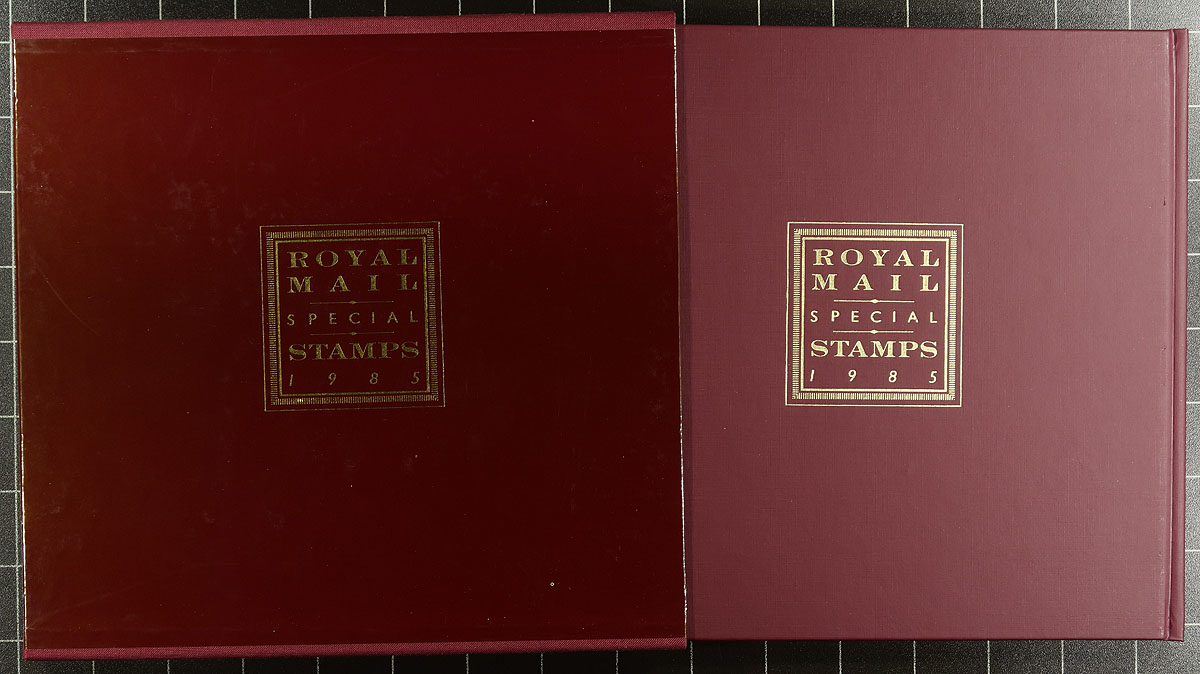 ROYAL
MAIL
SPECIAL
STAMPS
1985
ROYAL
MAIL
SPECIAL
STAMPS
1985